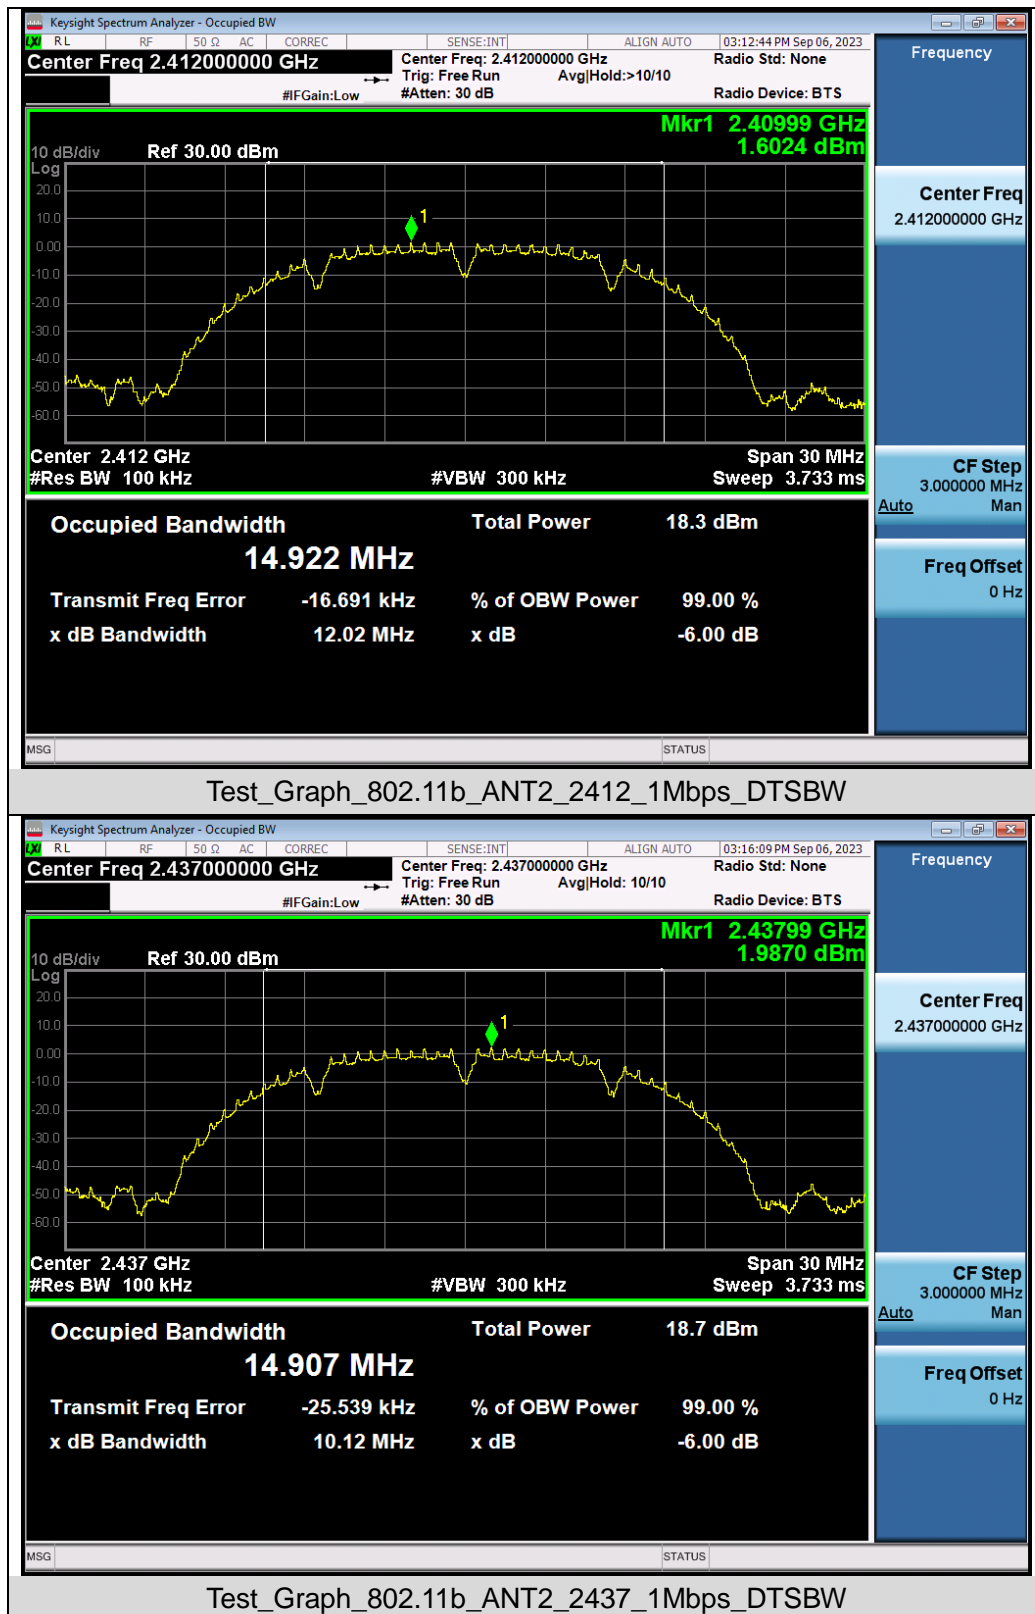 Keysight Spectrum Analyzer - Occupied BW
LXI RL RF 50 Ω AC CORREC SENSE:INT ALIGN AUTO 03:12:44 PM Sep 06, 2023
Center Freq 2.412000000 GHz
Center Freq: 2.412000000 GHz
Radio Std: None
Trig: Free Run Avg|Hold:>10/10
#IFGain:Low #Atten: 30 dB Radio Device: BTS
Frequency
Mkr1 2.40999 GHz
1.6024 dBm
10 dB/div Ref 30.00 dBm
Log
20.0
10.0
0.00
-10.0
-20.0
-30.0
-40.0
-50.0
-60.0
1
Center 2.412 GHz Span 30 MHz
#Res BW 100 kHz #VBW 300 kHz Sweep 3.733 ms
Center Freq
2.412000000 GHz
CF Step
3.000000 MHz
Auto Man
Freq Offset
0 Hz
Occupied Bandwidth Total Power 18.3 dBm
14.922 MHz
Transmit Freq Error -16.691 kHz % of OBW Power 99.00 %
x dB Bandwidth 12.02 MHz x dB -6.00 dB
MSG STATUS
Test_Graph_802.11b_ANT2_2412_1Mbps_DTSBW
Keysight Spectrum Analyzer - Occupied BW
LXI RL RF 50 Ω AC CORREC SENSE:INT ALIGN AUTO 03:16:09 PM Sep 06, 2023
Center Freq 2.437000000 GHz
Center Freq: 2.437000000 GHz
Radio Std: None
Trig: Free Run Avg|Hold: 10/10
#IFGain:Low #Atten: 30 dB Radio Device: BTS
Frequency
Mkr1 2.43799 GHz
1.9870 dBm
10 dB/div Ref 30.00 dBm
Log
20.0
10.0
0.00
-10.0
-20.0
-30.0
-40.0
-50.0
-60.0
1
Center 2.437 GHz Span 30 MHz
#Res BW 100 kHz #VBW 300 kHz Sweep 3.733 ms
Center Freq
2.437000000 GHz
CF Step
3.000000 MHz
Auto Man
Freq Offset
0 Hz
Occupied Bandwidth Total Power 18.7 dBm
14.907 MHz
Transmit Freq Error -25.539 kHz % of OBW Power 99.00 %
x dB Bandwidth 10.12 MHz x dB -6.00 dB
MSG STATUS
Test_Graph_802.11b_ANT2_2437_1Mbps_DTSBW